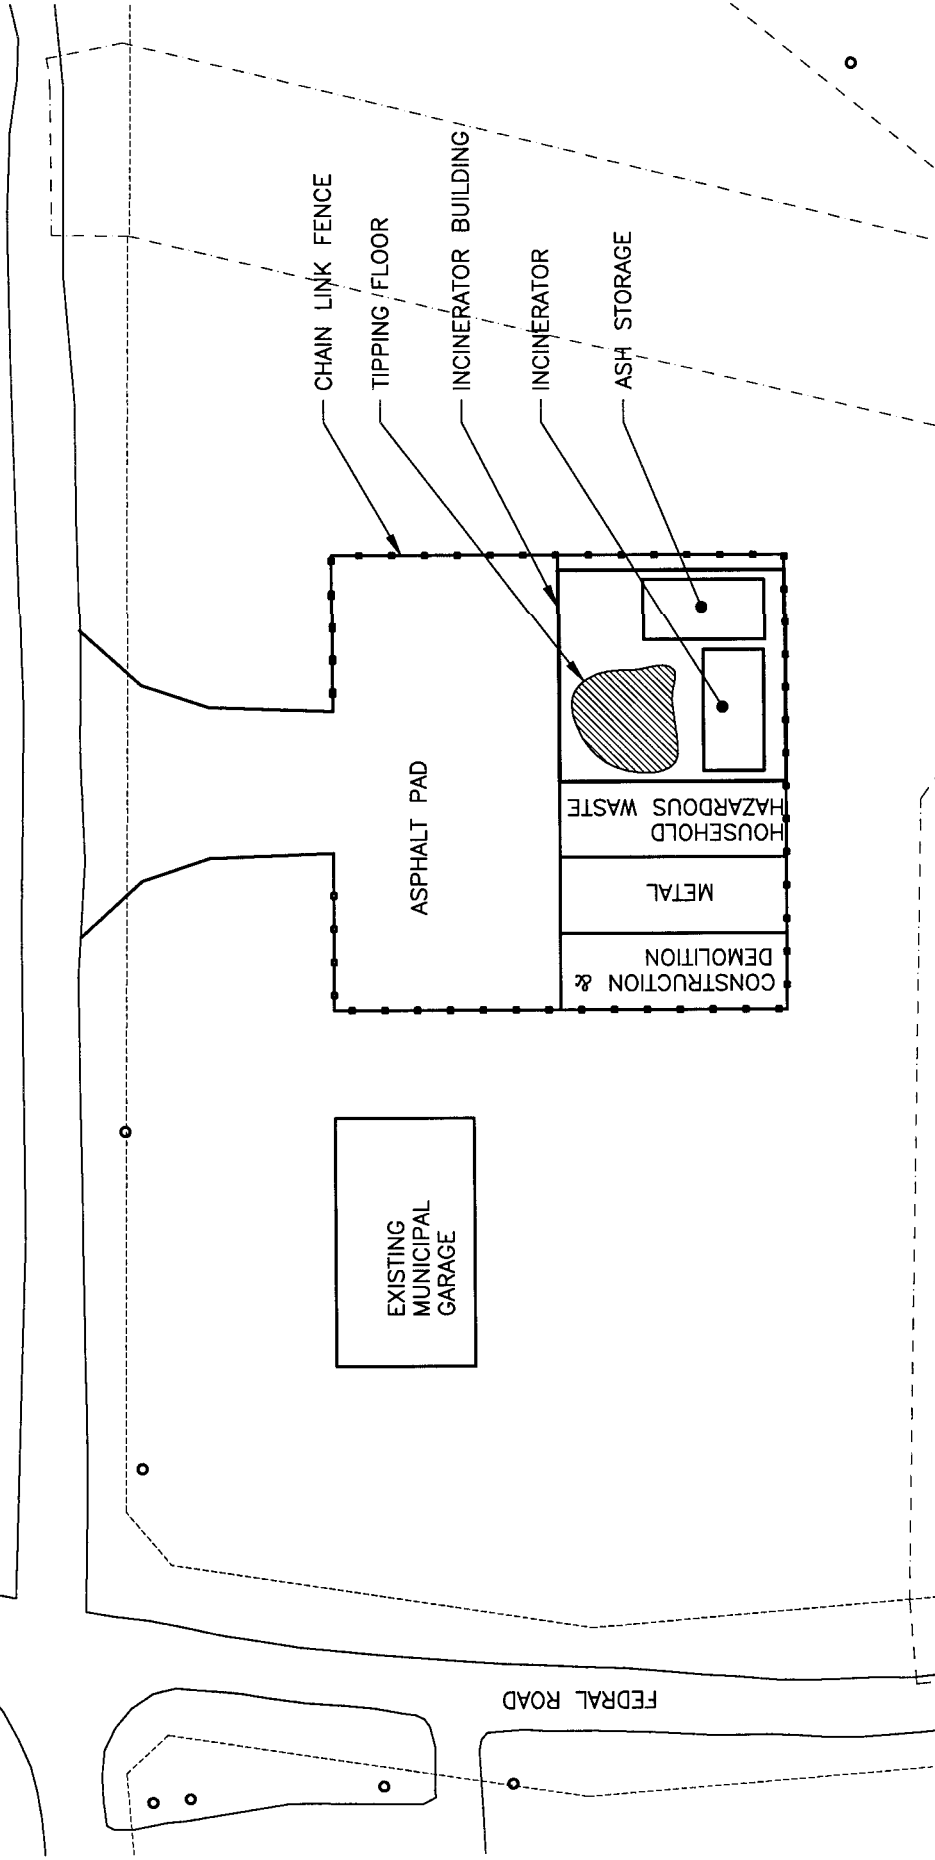 CHAIN LINK FENCE
TIPPING FLOOR
INCINERATOR BUILDING
INCINERATOR
ASH STORAGE
ASPHALT PAD
HOUSEHOLD
HAZARDOUS WASTE
METAL
CONSTRUCTION &
DEMOLITION
EXISTING
MUNICIPAL
GARAGE
FEDRAL ROAD